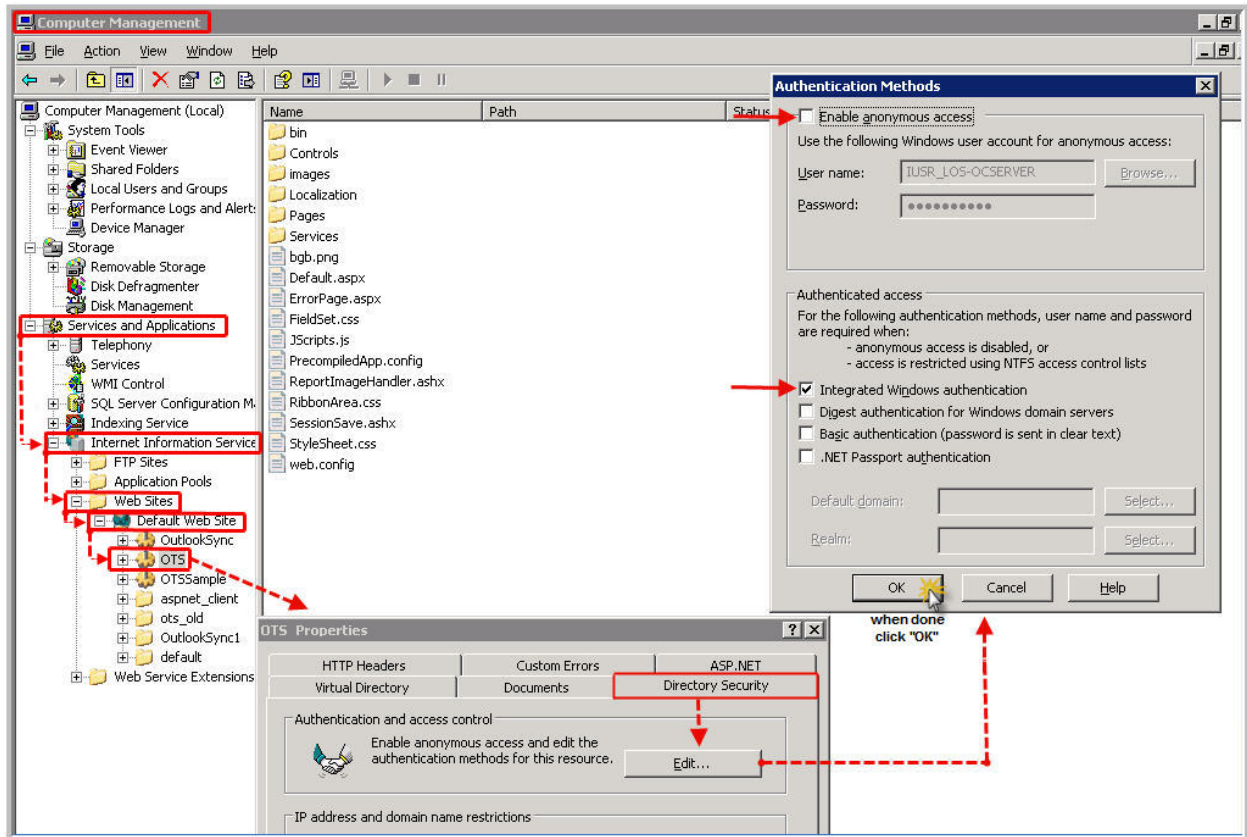 Computer Management
File Action View Window Help
Computer Management (Local)
System Tools
Event Viewer
Shared Folders
Local Users and Groups
Performance Logs and Alert
Device Manager
Storage
Removable Storage
Disk Defragmenter
Disk Management
Services and Applications
Telephony
Services
WMI Control
SQL Server Configuration M
Indexing Service
Internet Information Service
FTP Sites
Application Pools
Web Sites
Default Web Site
OutlookSync
OTS
OTSSample
aspnet_client
ots_old
OutlookSync1
default
Web Service Extensions
Name Path Status
bin
Controls
images
Localization
Pages
Services
bgb.png
Default.aspx
ErrorPage.aspx
FieldSet.css
JScripts.js
PrecompiledApp.config
ReportImageHandler.ashx
RibbonArea.css
SessionSave.ashx
StyleSheet.css
web.config
Authentication Methods
Enable anonymous access
Use the following Windows user account for anonymous access:
User name: IUSR_LOS-OCSERVER Browse...
Password:
Authenticated access
For the following authentication methods, user name and password
are required when:
- anonymous access is disabled, or
- access is restricted using NTFS access control lists
Integrated Windows authentication
Digest authentication for Windows domain servers
Basic authentication (password is sent in clear text)
.NET Passport authentication
Default domain: Select...
Realm: Select...
OK Cancel Help
when done
click "OK"
OTS Properties
HTTP Headers Custom Errors ASP.NET
Virtual Directory Documents Directory Security
Authentication and access control
Enable anonymous access and edit the
authentication methods for this resource.
Edit...
IP address and domain name restrictions